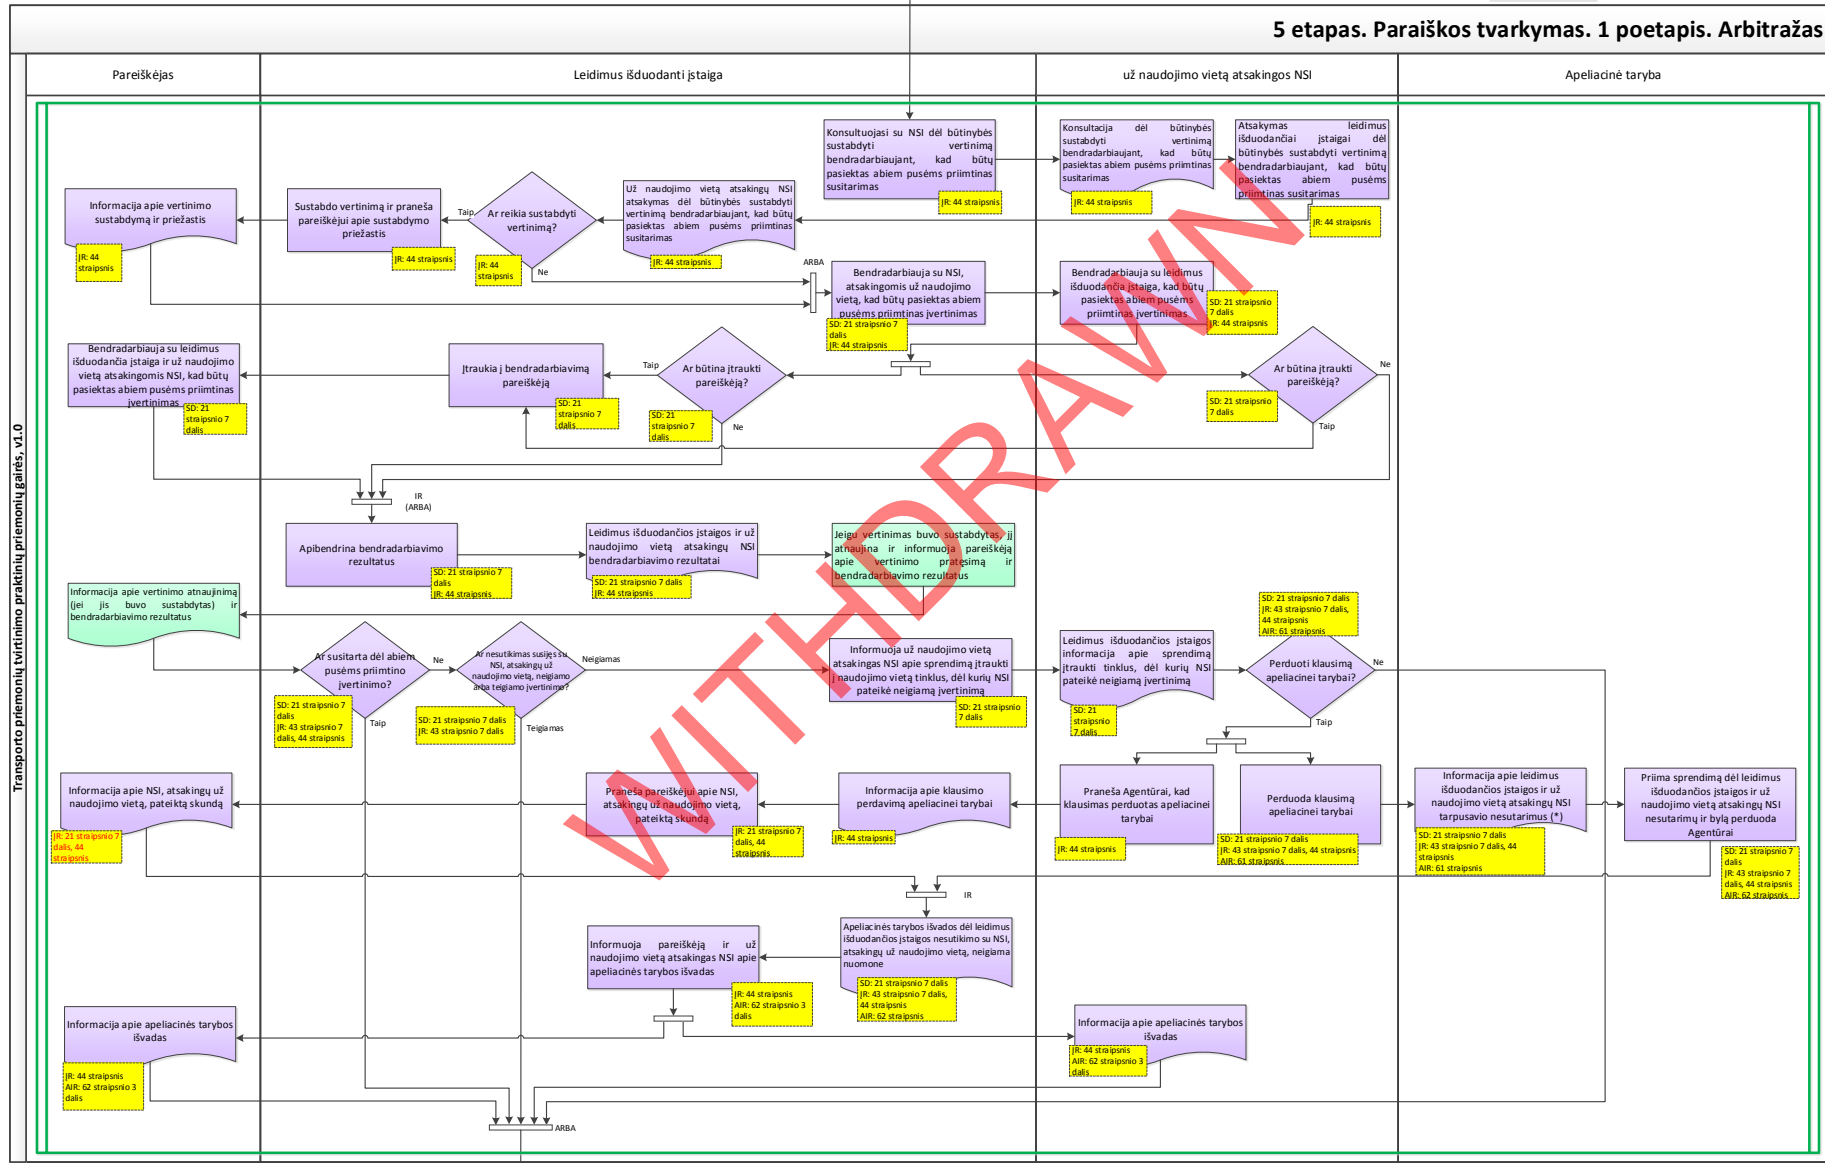 5 etapas. Paraiškos tvarkymas. 1 poetapis. Arbitražas
Transporto priemonių tvirtinimo praktinių priemonių gairės, v1.0
Pareiškėjas
Leidimus išduodanti įstaiga
už naudojimo vietą atsakingos NSI
Apeliacinė taryba
Konsultuojasi su NSI dėl būtinybės
sustabdyti vertinimą
bendradarbiaujant, kad būtų
pasiektas abiem pusėms priimtinas
susitarimas
JR: 44 straipsnis
Konsultacija dėl būtinybės
sustabdyti vertinimą
bendradarbiaujant, kad būtų
pasiektas abiem pusėms priimtinas
susitarimas
JR: 44 straipsnis
Atsakymas leidimus
išduodančiai įstaigai dėl
būtinybės sustabdyti vertinimą
bendradarbiaujant, kad būtų
pasiektas abiem pusėms
priimtinas susitarimas
JR: 44 straipsnis
Informacija apie vertinimo
sustabdymą ir priežastis
JR: 44
straipsnis
Sustabdo vertinimą ir praneša
pareiškėjui apie sustabdymo
priežastis
JR: 44 straipsnis
Taip
Ar reikia sustabdyti
vertinimą?
JR: 44
straipsnis
Ne
Už naudojimo vietą atsakingų NSI
atsakymas dėl būtinybės sustabdyti
vertinimą bendradarbiaujant, kad būtų
pasiektas abiem pusėms priimtinas
susitarimas
JR: 44 straipsnis
ARBA
Bendradarbiauja su NSI,
atsakingomis už naudojimo
vietą, kad būtų pasiektas abiem
pusėms priimtinas įvertinimas
SD: 21 straipsnio 7
dalis
JR: 44 straipsnis
Bendradarbiauja su leidimus
išduodančia įstaiga, kad būtų
pasiektas abiem pusėms
priimtinas įvertinimas
SD: 21 straipsnio
7 dalis
JR: 44 straipsnis
Bendradarbiauja su leidimus
išduodančia įstaiga ir už naudojimo
vietą atsakingomis NSI, kad būtų
pasiektas abiem pusėms priimtinas
įvertinimas
SD: 21
straipsnio 7
dalis
Įtraukia į bendradarbiavimą
pareiškėją
SD: 21
straipsnio 7
dalis
Taip
Ar būtina įtraukti
pareiškėją?
SD: 21
straipsnio 7
dalis
Ne
Ar būtina įtraukti
pareiškėją?
SD: 21 straipsnio
7 dalis
Ne
Taip
IR
(ARBA)
Apibendrina bendradarbiavimo
rezultatus
SD: 21 straipsnio 7
dalis
JR: 44 straipsnis
Leidimus išduodančios įstaigos ir už
naudojimo vietą atsakingų NSI
bendradarbiavimo rezultatai
SD: 21 straipsnio 7 dalis
JR: 44 straipsnis
Jeigu vertinimas buvo sustabdytas, jį
atnaujina ir informuoja pareiškėją
apie vertinimo pratęsimą ir
bendradarbiavimo rezultatus
Informacija apie vertinimo atnaujinimą
(jei jis buvo sustabdytas) ir
bendradarbiavimo rezultatus
Ar susitarta dėl abiem
pusėms priimtino
įvertinimo?
SD: 21 straipsnio 7
dalis
JR: 43 straipsnio 7
dalis, 44 straipsnis
Ne
Taip
Ar nesutikimas susijęs su
NSI, atsakingų už
naudojimo vietą, neigiamo
arba teigiamo įvertinimo?
SD: 21 straipsnio 7 dalis
JR: 43 straipsnio 7 dalis
Neigiamas
Teigiamas
Informuoja už naudojimo vietą
atsakingas NSI apie sprendimą įtraukti
į naudojimo vietą tinklus, dėl kurių NSI
pateikė neigiamą įvertinimą
SD: 21 straipsnio
7 dalis
Leidimus išduodančios įstaigos
informacija apie sprendimą
įtraukti tinklus, dėl kurių NSI
pateikė neigiamą įvertinimą
SD: 21
straipsnio
7 dalis
SD: 21 straipsnio 7 dalis
JR: 43 straipsnio 7 dalis,
44 straipsnis
AIR: 61 straipsnis
Perduoti klausimą
apeliacinei tarybai?
Ne
Taip
Informacija apie NSI, atsakingų už
naudojimo vietą, pateiktą skundą
JR: 21 straipsnio 7
dalis, 44
straipsnis
Praneša pareiškėjui apie NSI,
atsakingų už naudojimo vietą,
pateiktą skundą
JR: 21 straipsnio 7
dalis, 44
straipsnis
Informacija apie klausimo
perdavimą apeliacinei tarybai
JR: 44 straipsnis
Praneša Agentūrai, kad
klausimas perduotas apeliacinei
tarybai
JR: 44 straipsnis
Perduoda klausimą
apeliacinei tarybai
SD: 21 straipsnio 7 dalis
JR: 43 straipsnio 7 dalis, 44 straipsnis
AIR: 61 straipsnis
Informacija apie leidimus
išduodančios įstaigos ir už
naudojimo vietą atsakingų NSI
tarpusavio nesutarimus (*)
SD: 21 straipsnio 7 dalis
JR: 43 straipsnio 7 dalis, 44
straipsnis
AIR: 61 straipsnis
Priima sprendimą dėl leidimus
išduodančios įstaigos ir už
naudojimo vietą atsakingų NSI
nesutarimų ir bylą perduoda
Agentūrai
SD: 21 straipsnio 7
dalis
JR: 43 straipsnio 7
dalis, 44 straipsnis
AIR: 62 straipsnis
IR
Informuoja pareiškėją ir už
naudojimo vietą atsakingas NSI apie
apeliacinės tarybos išvadas
JR: 44 straipsnis
AIR: 62 straipsnio 3
dalis
Apeliacinės tarybos išvados dėl leidimus
išduodančios įstaigos nesutikimo su NSI,
atsakingų už naudojimo vietą, neigiama
nuomone
SD: 21 straipsnio 7 dalis
JR: 43 straipsnio 7 dalis,
44 straipsnis
AIR: 62 straipsnis
Informacija apie apeliacinės tarybos
išvadas
JR: 44 straipsnis
AIR: 62 straipsnio 3
dalis
Informacija apie apeliacinės tarybos
išvadas
JR: 44 straipsnis
AIR: 62 straipsnio 3
dalis
ARBA
WITHDRAWN